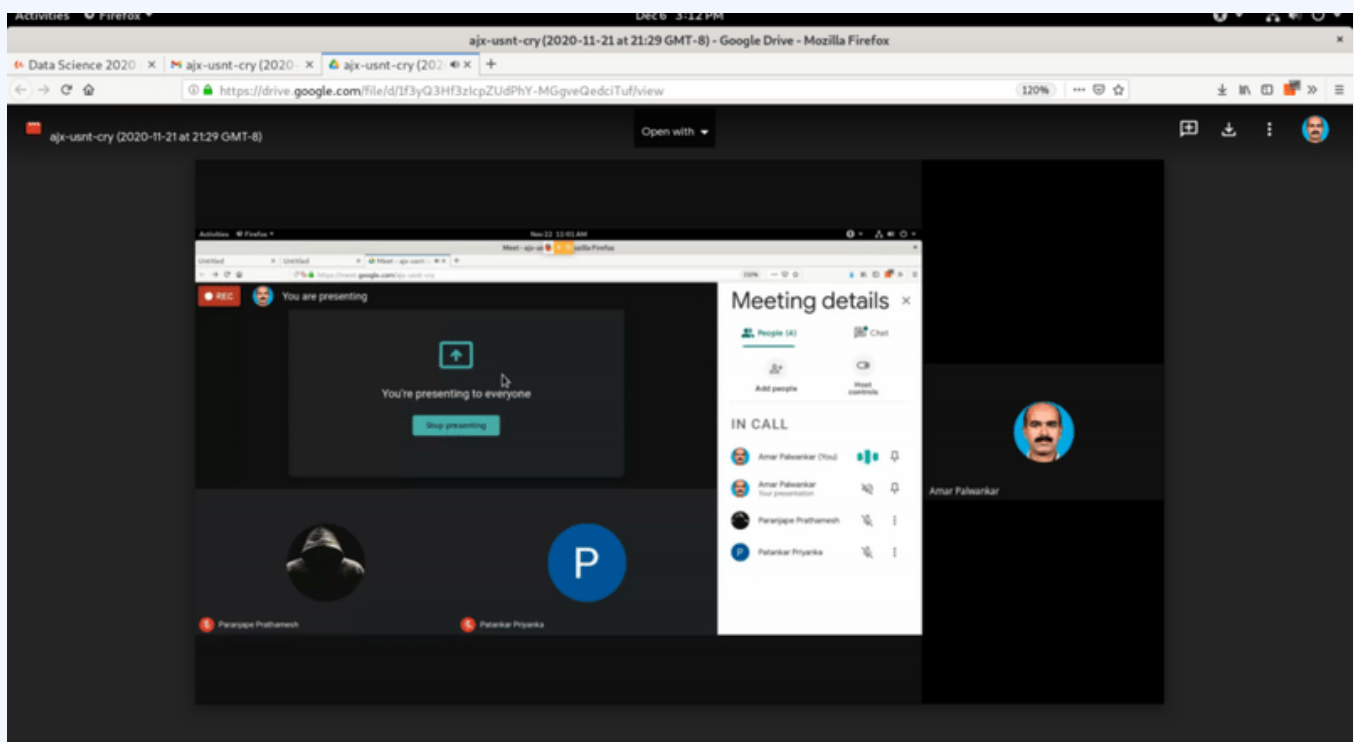 Activities Firefox
Dec 6 3:12 PM
ajx-usnt-cry (2020-11-21 at 21:29 GMT-8) - Google Drive - Mozilla Firefox
Data Science 2020
ajx-usnt-cry (2020-
ajx-usnt-cry (202
https://drive.google.com/file/d/1f3yQ3Hf3zIcpZUdPhY-MGgveQedciTuf/view
120%
ajx-usnt-cry (2020-11-21 at 21:29 GMT-8)
Open with
Activities Firefox
Nov 22 11:01 AM
Untitled
Untitled
https://meet.google.com/ajx-usnt-cry
REC
You are presenting
You're presenting to everyone
Stop presenting
Meeting details
People (4)
Chat
Add people
Host controls
IN CALL
Amar Palwankar (You)
Amar Palwankar
Your presentation
Paranjape Prathamesh
P
Patankar Priyanka
P
Paranjape Prathamesh
Patankar Priyanka
Amar Palwankar